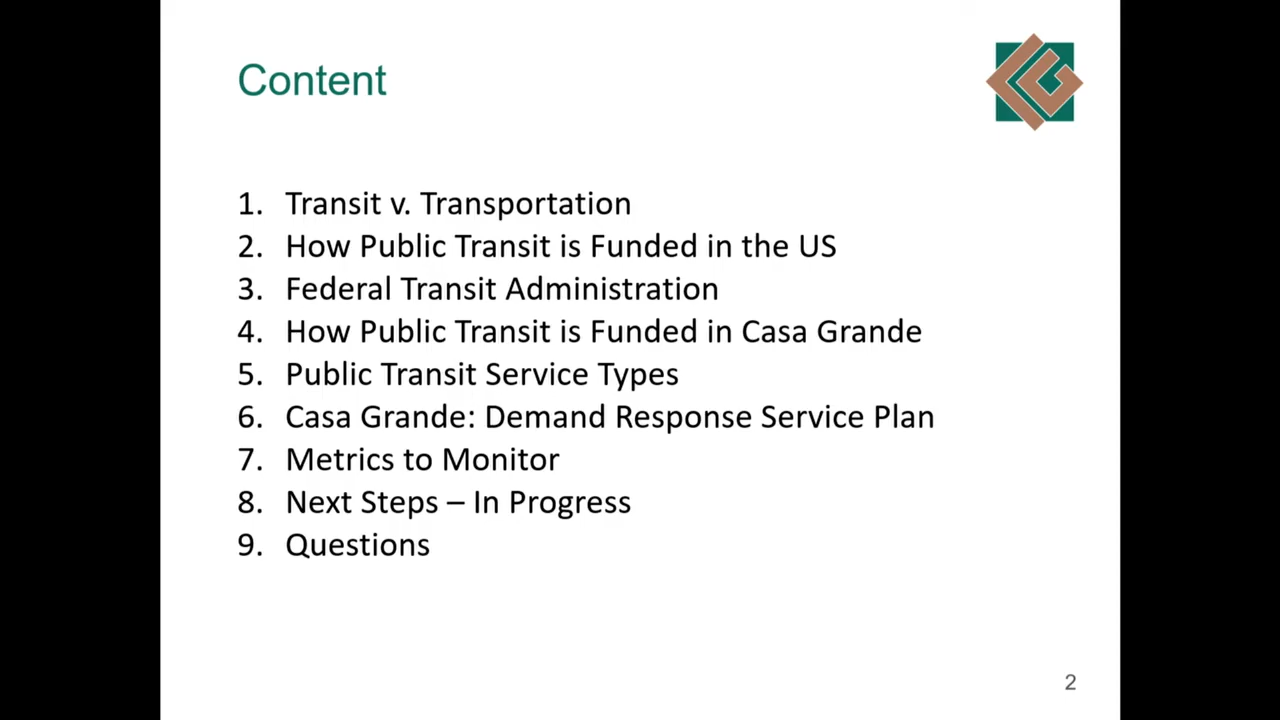 Content
1. Transit v. Transportation
2. How Public Transit is Funded in the US
3. Federal Transit Administration
4. How Public Transit is Funded in Casa Grande
5. Public Transit Service Types
6. Casa Grande: Demand Response Service Plan
7. Metrics to Monitor
8. Next Steps – In Progress
9. Questions
2